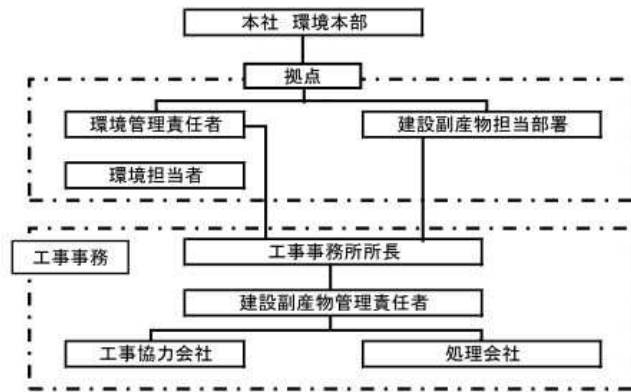 本社 環境本部
拠点
環境管理責任者
建設副産物担当部署
環境担当者
工事事務
工事事務所所長
建設副産物管理責任者
工事協力会社
処理会社